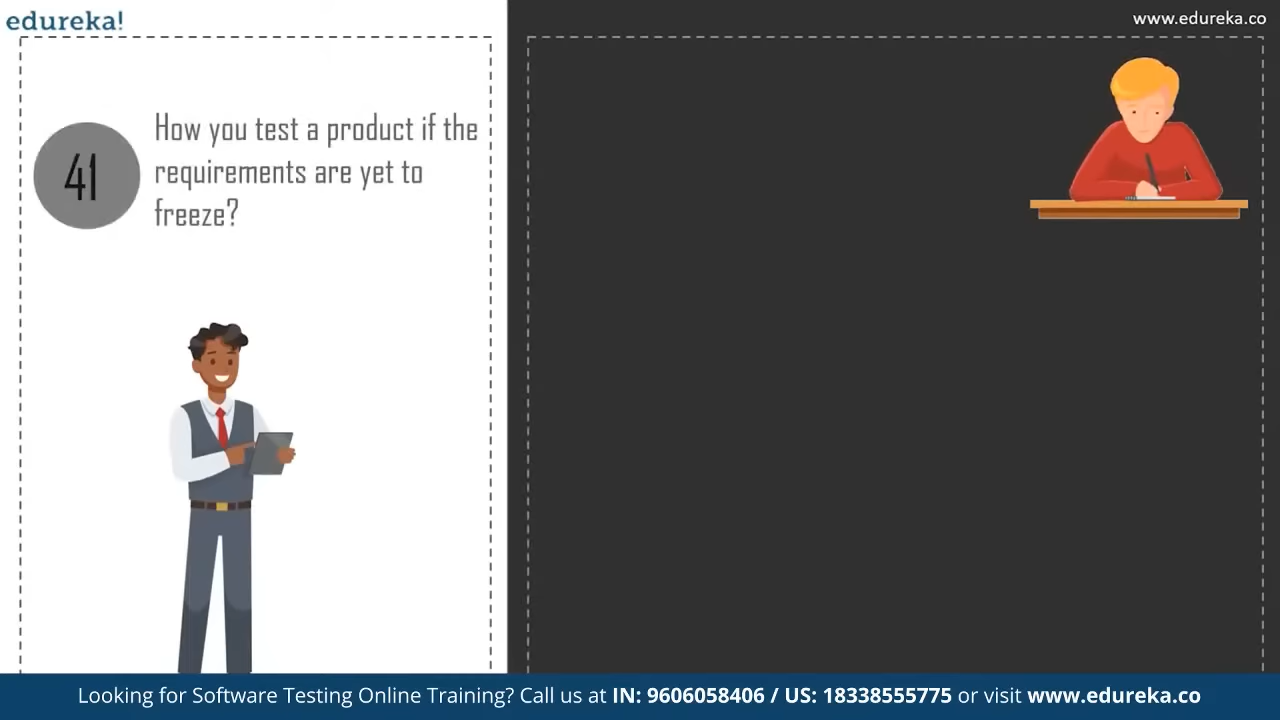 edureka!
www.edureka.co
41
How you test a product if the
requirements are yet to
freeze?
Looking for Software Testing Online Training? Call us at IN: 9606058406 / US: 18338555775 or visit www.edureka.co